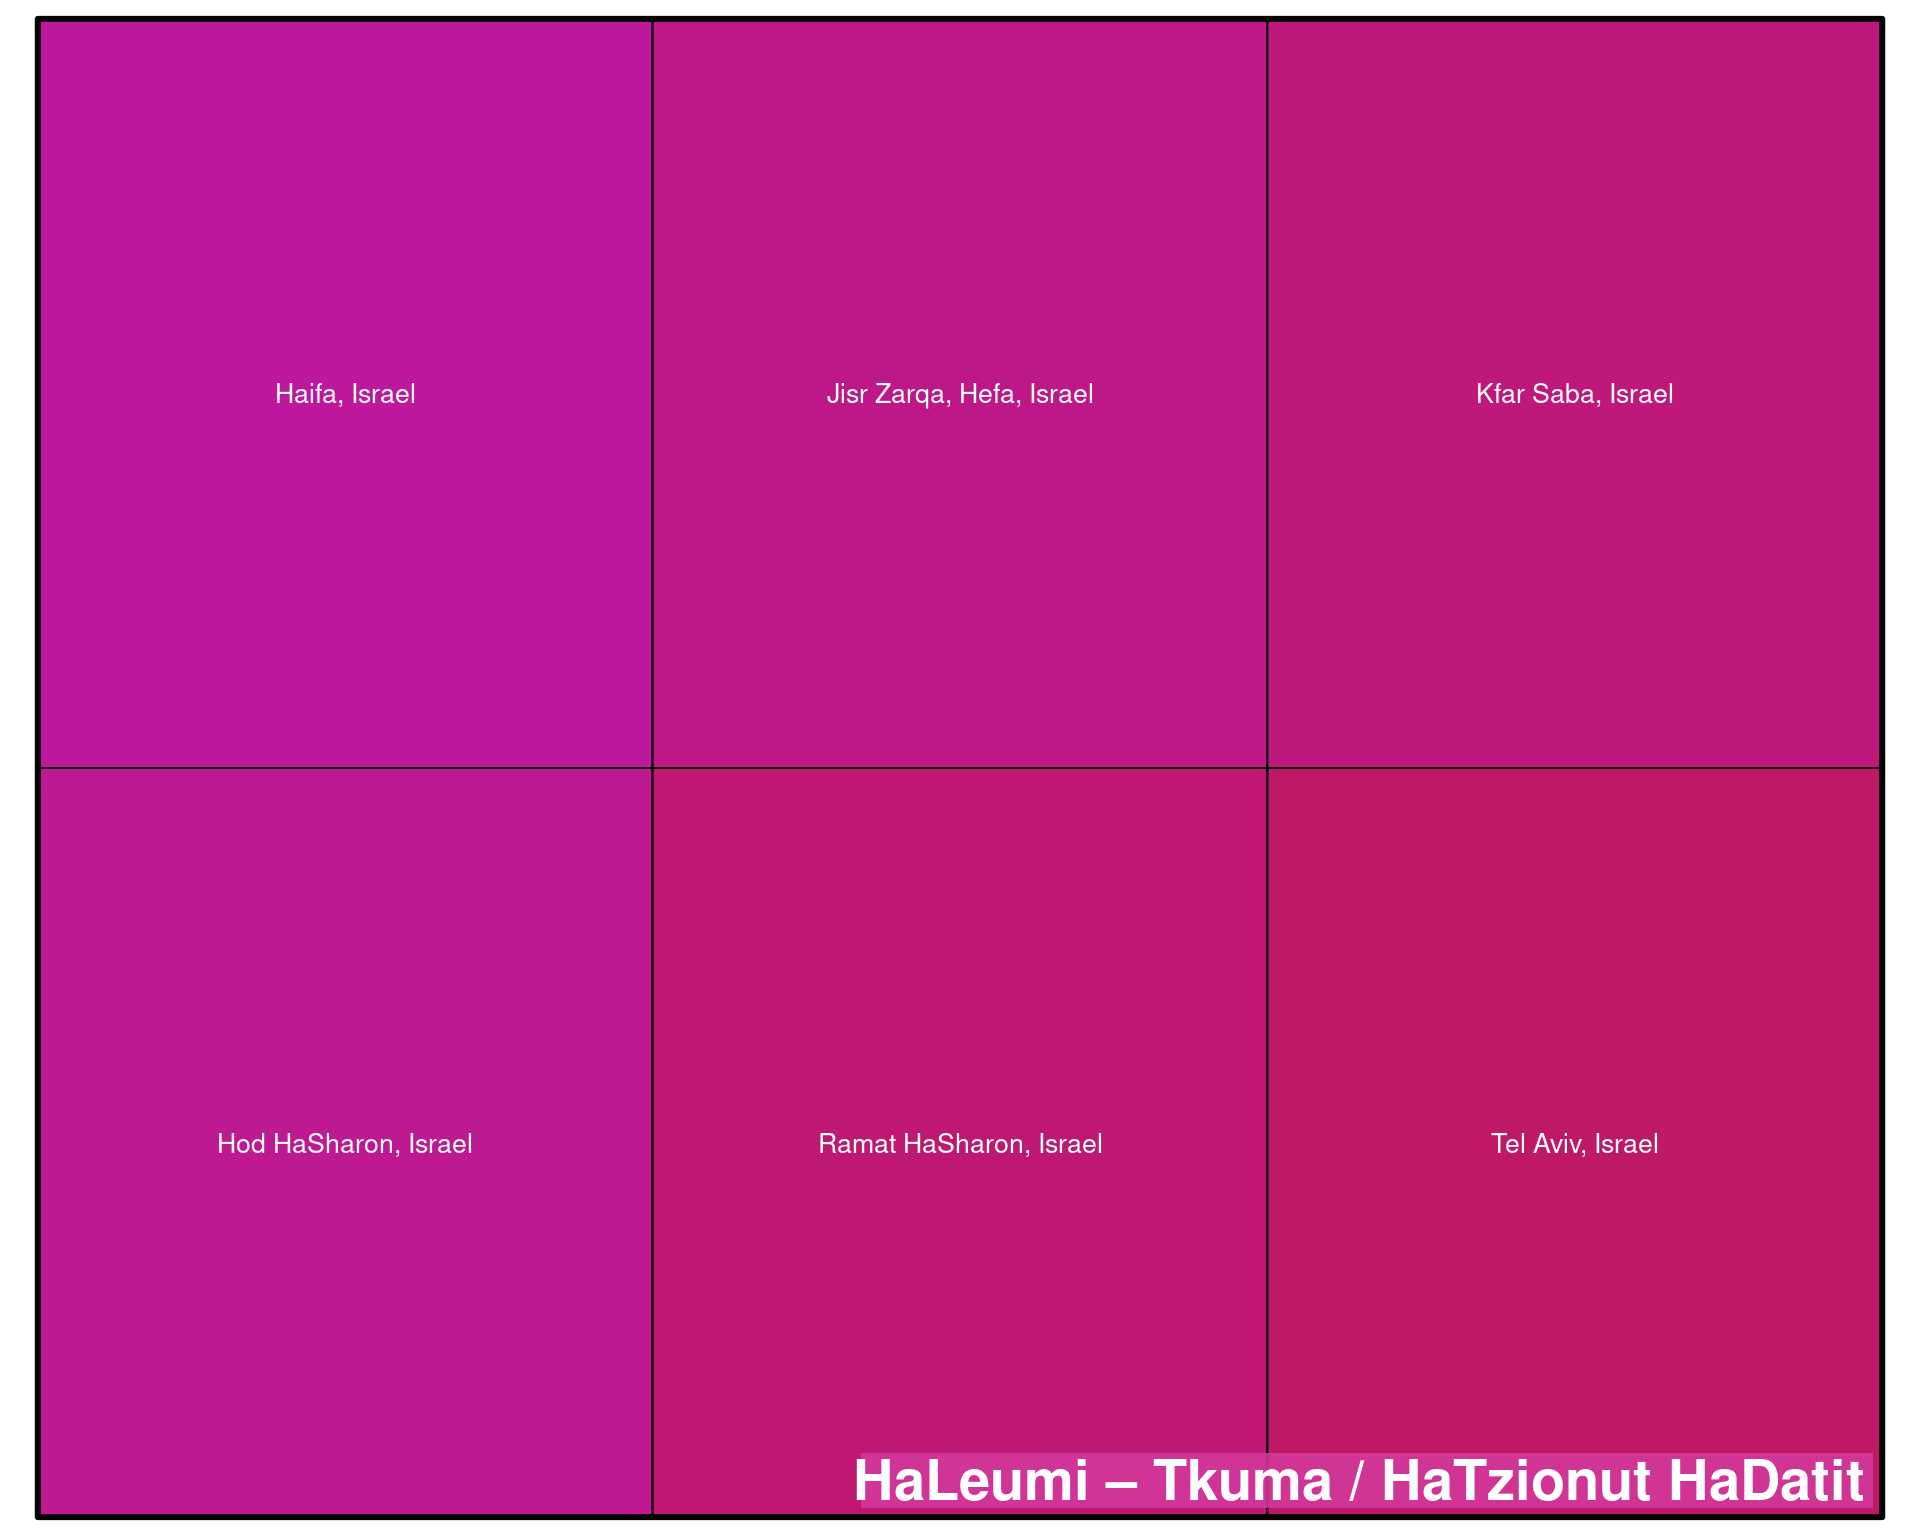 Haifa, Israel
Jisr Zarqa, Hefa, Israel
Kfar Saba, Israel
Hod HaSharon, Israel
Ramat HaSharon, Israel
Tel Aviv, Israel
HaLeumi – Tkuma / HaTzionut HaDatit